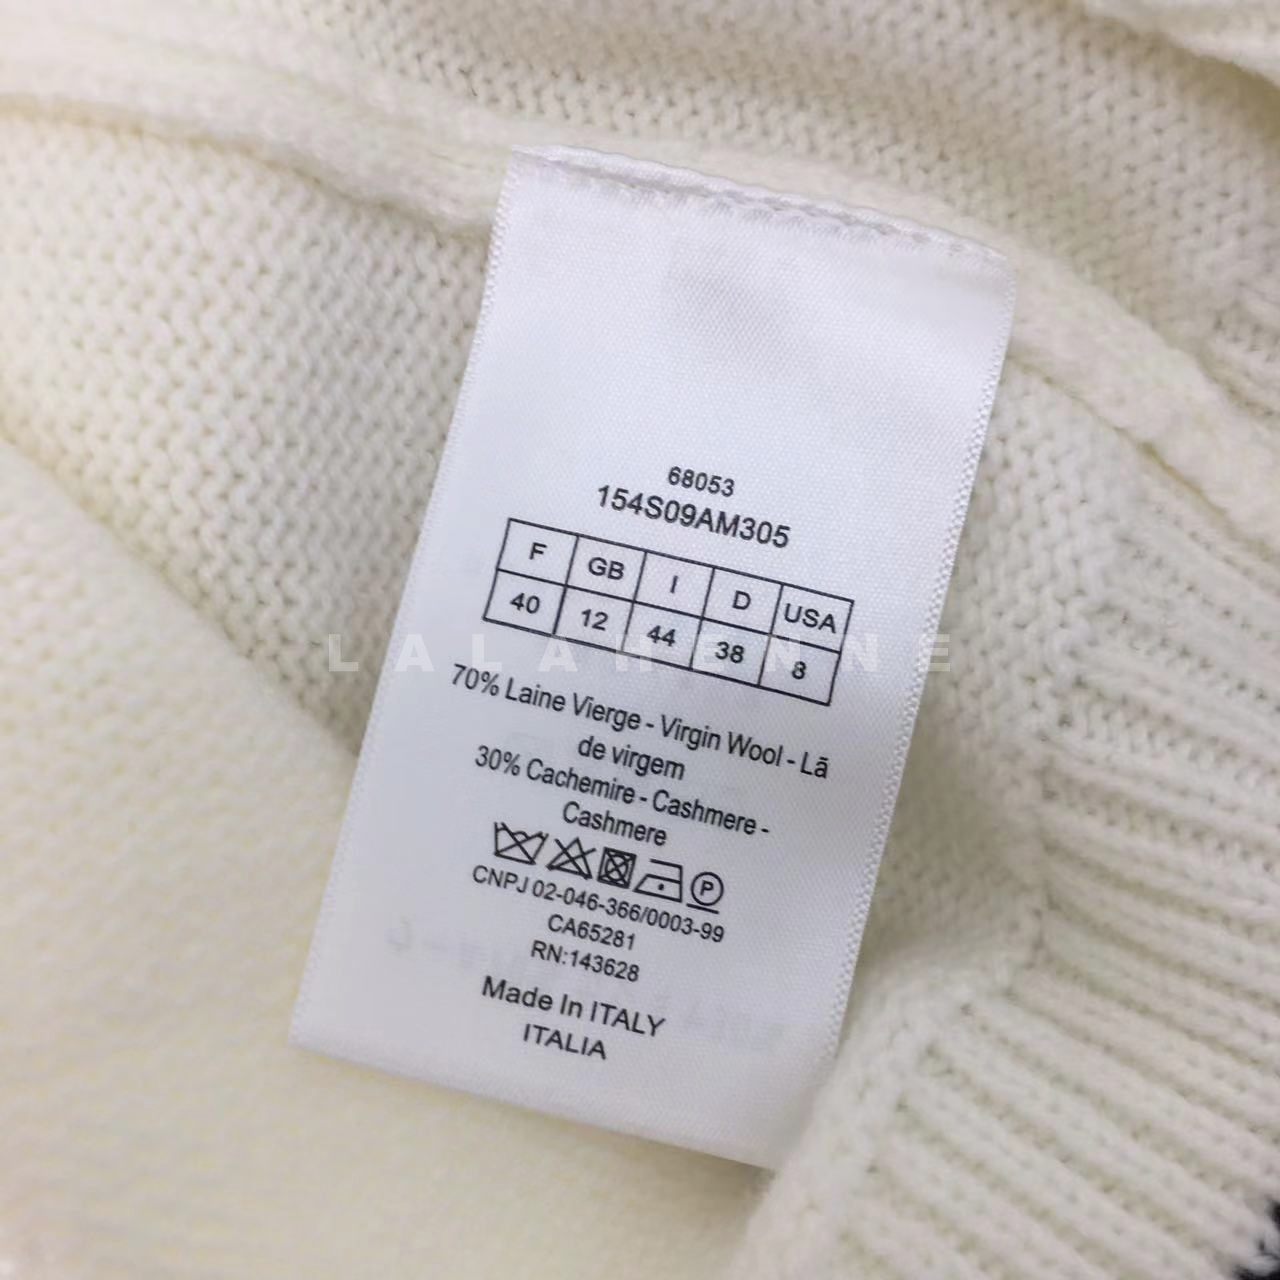 68053
154S09AM305
F GB I D USA
40 12 44 38 8
70% Laine Vierge - Virgin Wool - Lã
de virgem
30% Cachemire - Cashmere -
Cashmere
CNPJ 02-046-366/0003-99
CA65281
RN:143628
Made In ITALY
ITALIA
LALAHENNE